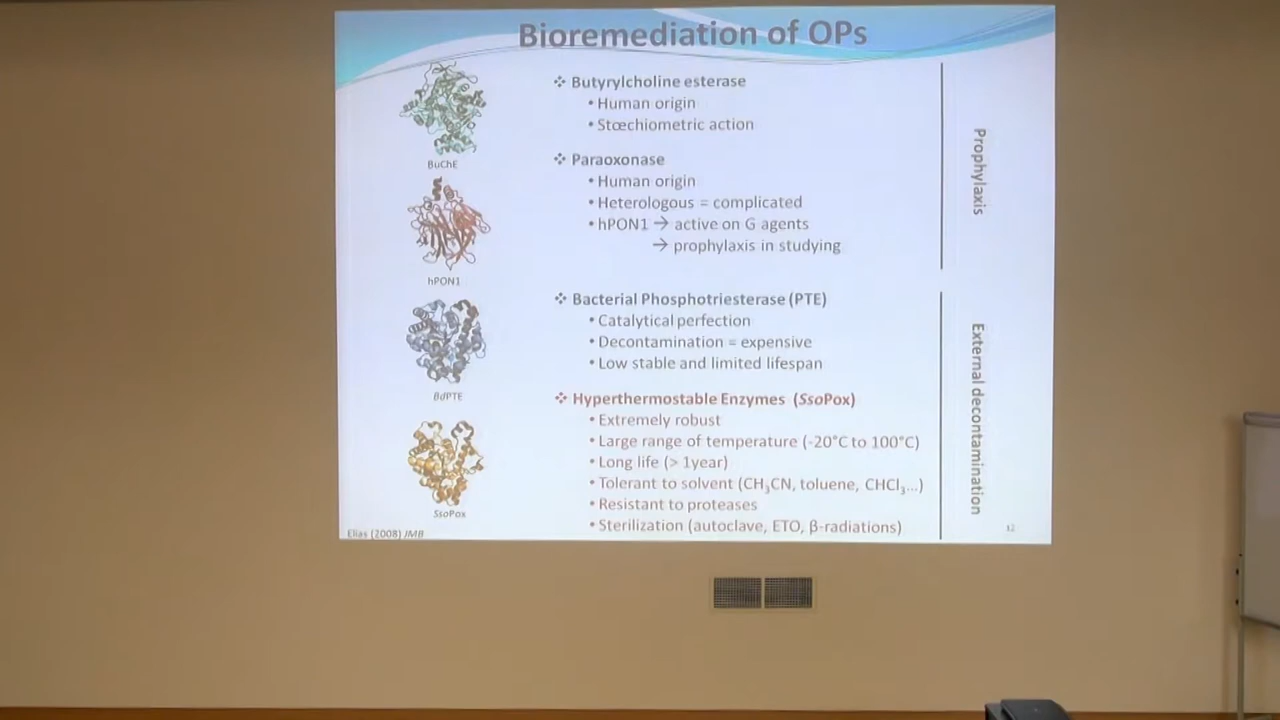 Bioremediation of OPs
❖ Butyrylcholine esterase
• Human origin
• Stœchiometric action
BuChE
❖ Paraoxonase
• Human origin
• Heterologous = complicated
• hPON1 → active on G agents
→ prophylaxis in studying
hPON1
Prophylaxis
❖ Bacterial Phosphotriesterase (PTE)
• Catalytical perfection
• Decontamination = expensive
• Low stable and limited lifespan
BdPTE
❖ Hyperthermostable Enzymes (SsoPox)
• Extremely robust
• Large range of temperature (-20°C to 100°C)
• Long life (> 1year)
• Tolerant to solvent (CH₃CN, toluene, CHCl₃...)
• Resistant to proteases
• Sterilization (autoclave, ETO, β-radiations)
SsoPox
External decontamination
Elias (2008) JMB
12